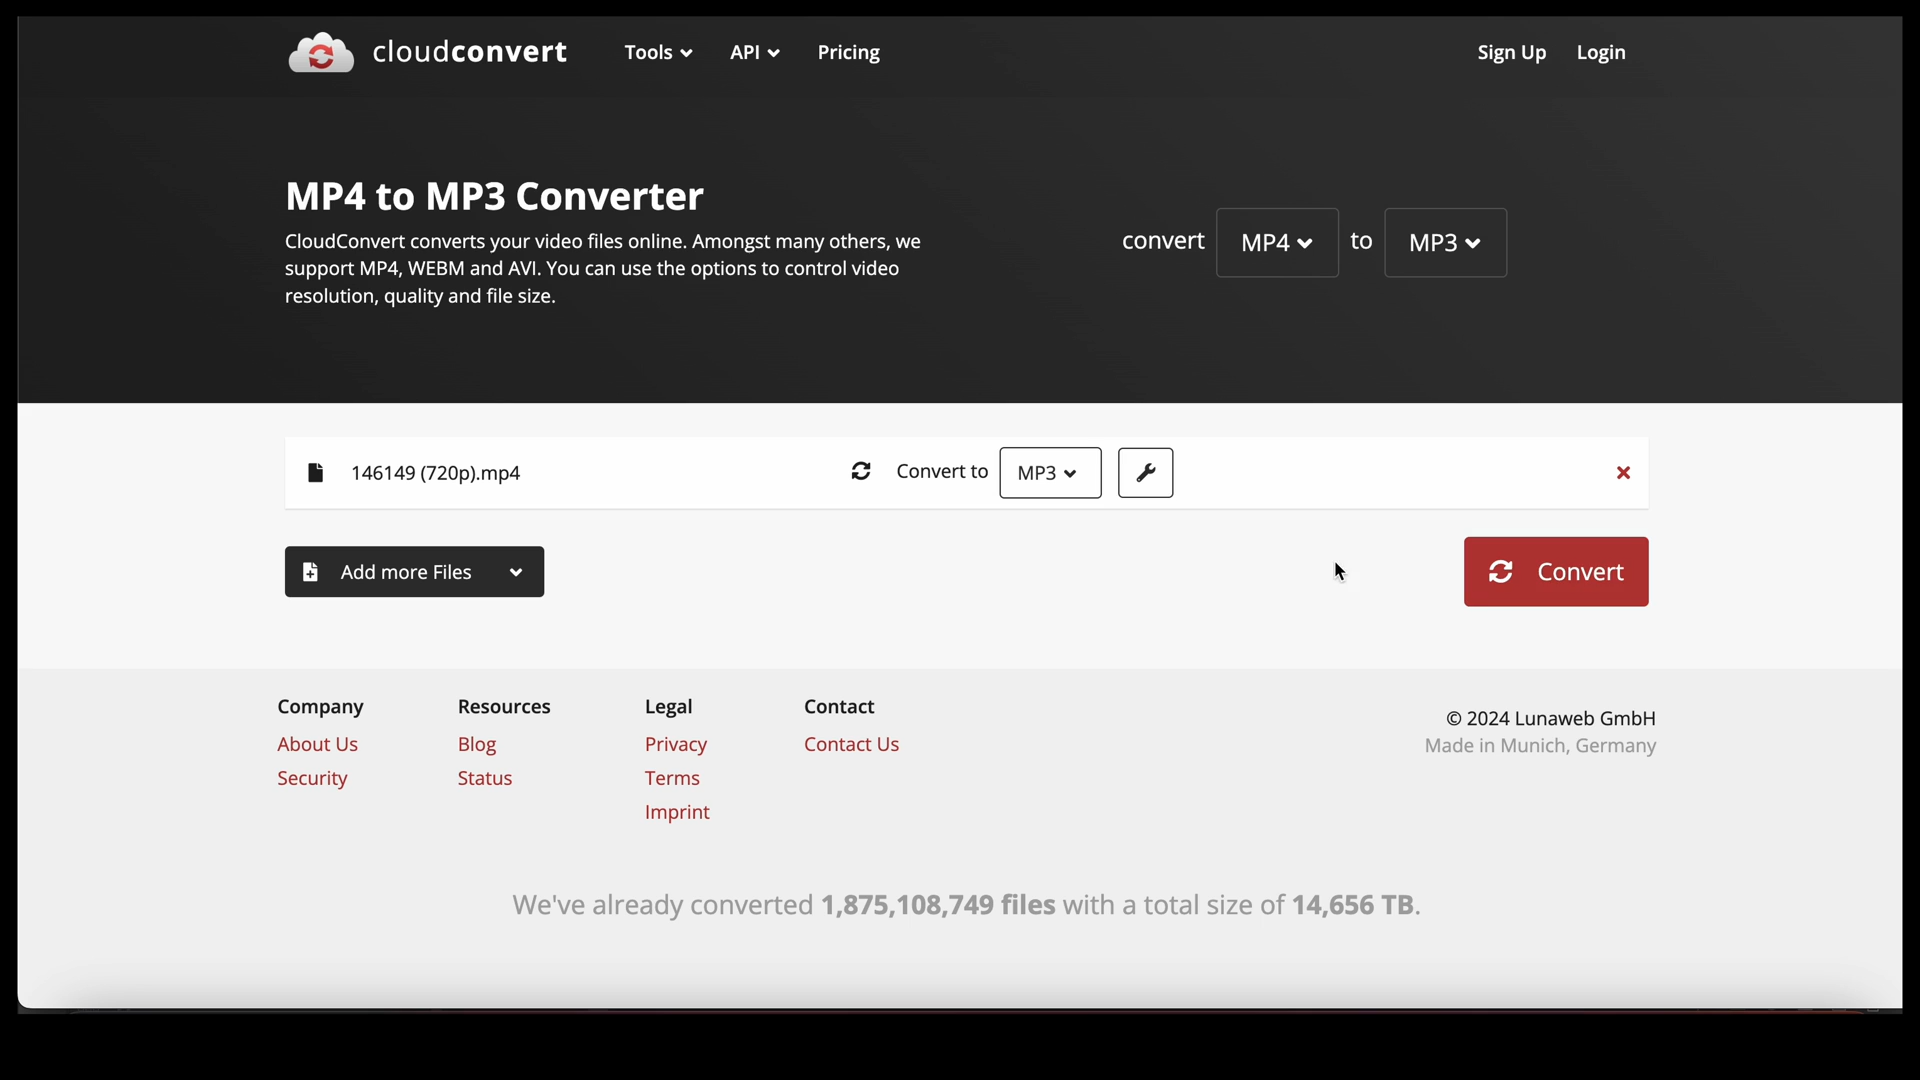 cloudconvert Tools API Pricing Sign Up Login
MP4 to MP3 Converter
CloudConvert converts your video files online. Amongst many others, we
support MP4, WEBM and AVI. You can use the options to control video
resolution, quality and file size.
convert MP4 to MP3
146149 (720p).mp4 Convert to MP3
Add more Files
Convert
Company
About Us
Security
Resources
Blog
Status
Legal
Privacy
Terms
Imprint
Contact
Contact Us
© 2024 Lunaweb GmbH
Made in Munich, Germany
We've already converted 1,875,108,749 files with a total size of 14,656 TB.